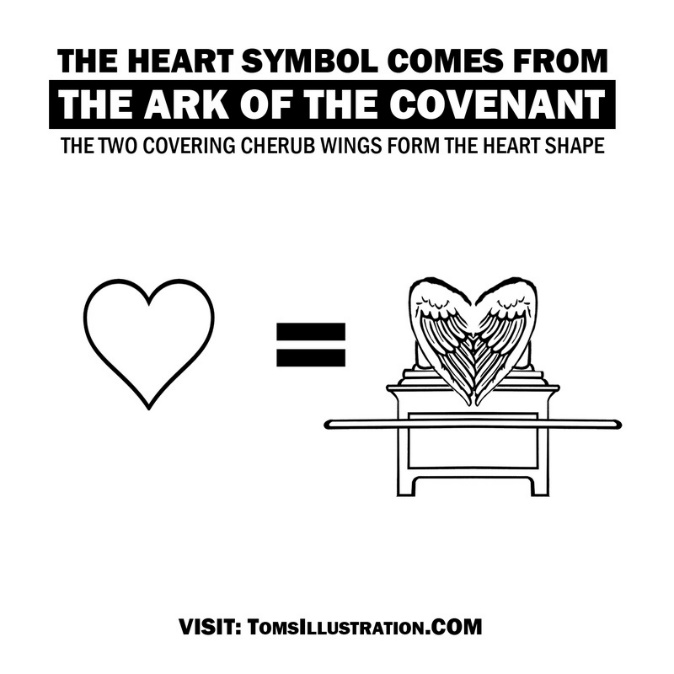 THE HEART SYMBOL COMES FROM
THE ARK OF THE COVENANT
THE TWO COVERING CHERUB WINGS FORM THE HEART SHAPE
VISIT: TOMSILLUSTRATION.COM